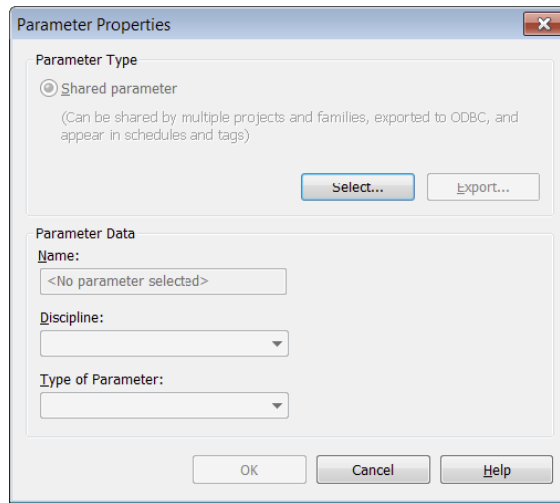 Parameter Properties
Parameter Type
Shared parameter
(Can be shared by multiple projects and families, exported to ODBC, and
appear in schedules and tags)
Select...
Export...
Parameter Data
Name:
<No parameter selected>
Discipline:
Type of Parameter:
OK
Cancel
Help